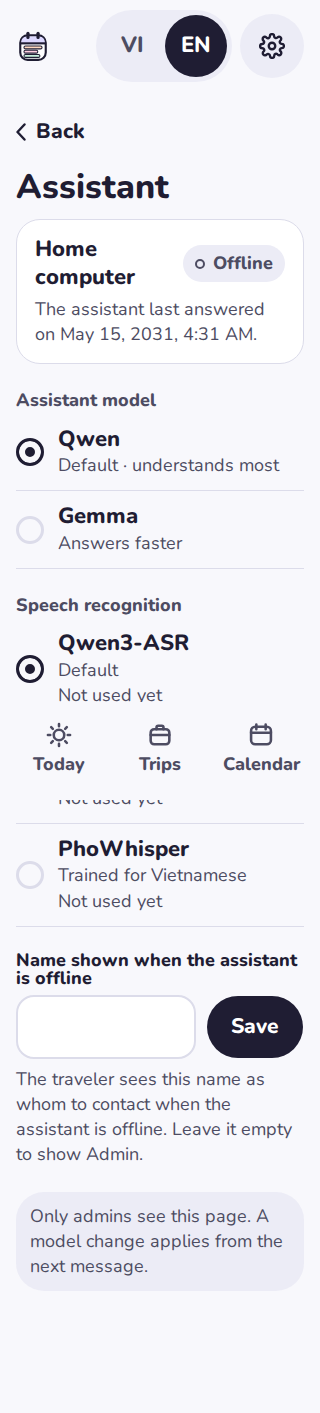 VI
EN
Back
Assistant
Home
computer
Offline
The assistant last answered
on May 15, 2031, 4:31 AM.
Assistant model
Qwen
Default · understands most
Gemma
Answers faster
Speech recognition
Qwen3-ASR
Default
Not used yet
Today
Trips
Calendar
Not used yet
PhoWhisper
Trained for Vietnamese
Not used yet
Name shown when the assistant
is offline
Save
The traveler sees this name as
whom to contact when the
assistant is offline. Leave it empty
to show Admin.
Only admins see this page. A
model change applies from the
next message.